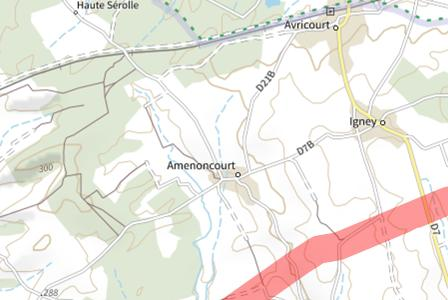 Haute Sérolle
Avricourt
D21B
Igney
D7B
Amenoncourt
300
D7
288